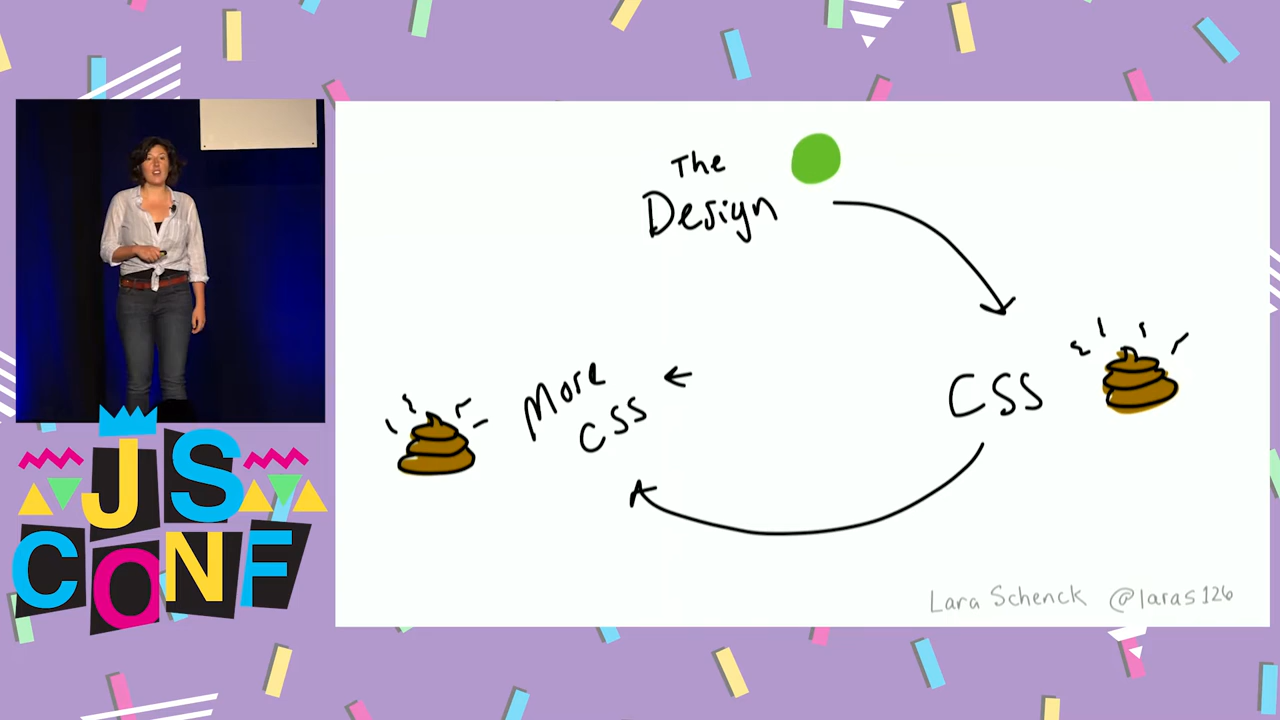 The
Design
CSS
More
CSS
Lara Schenck @laras126
JS
CONF